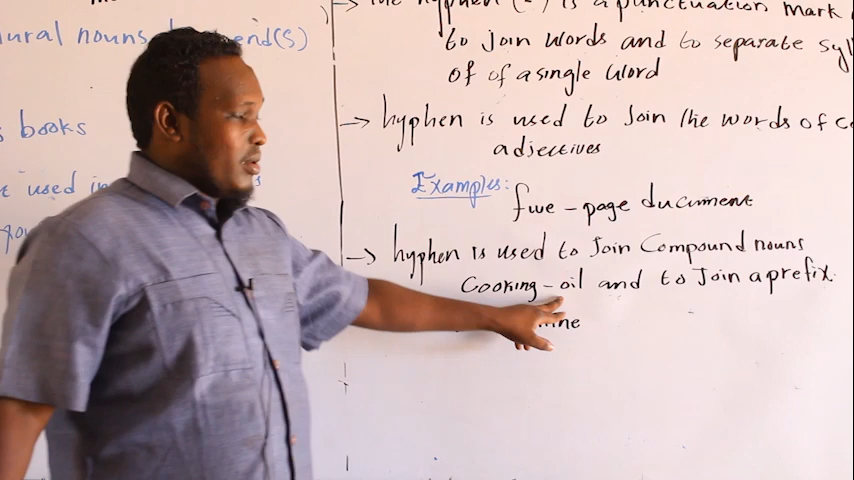 ural nouns
end(s)
books
used in
The hyphen (-) is a punctuation mark
to join words and to separate syl
of of a single word
→ hyphen is used to Join the words of co
adjectives
Examples:
five - page ducument
→ hyphen is used to Join Compound nouns
Cooking - oil and to Join a prefix.